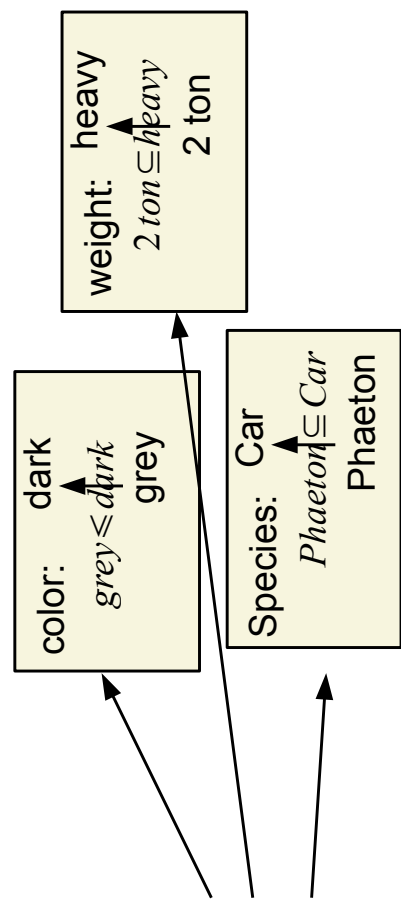 color: dark
grey⩽dark
grey
weight: heavy
2 ton⊆heavy
2 ton
Species: Car
Phaeton⊆Car
Phaeton